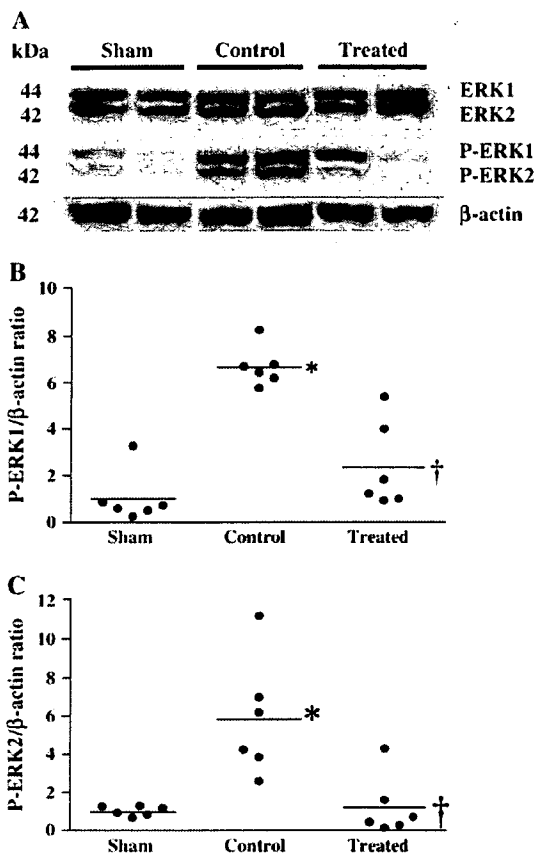 A
kDa Sham Control Treated
44 ERK1
42 ERK2
44 P-ERK1
42 P-ERK2
42 β-actin
B
P-ERK1/β-actin ratio
10
8
6
4
2
0
*
†
Sham Control Treated
C
P-ERK2/β-actin ratio
12
10
8
6
4
2
0
*
†
Sham Control Treated